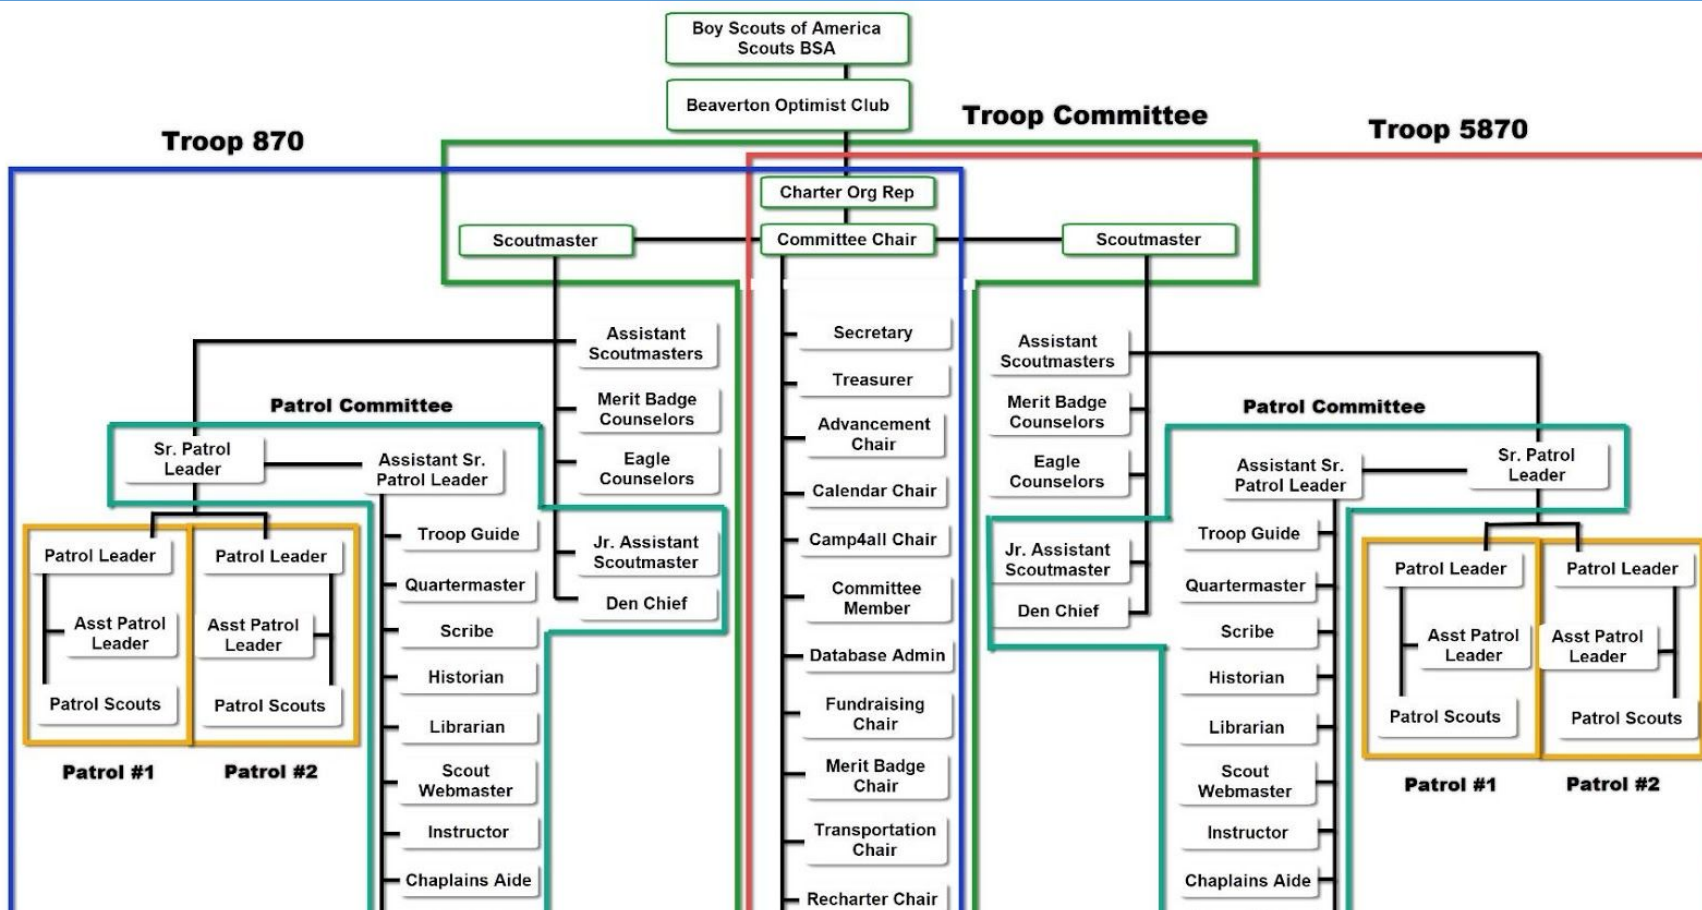 Boy Scouts of America
Scouts BSA
Beaverton Optimist Club
Troop Committee
Troop 870
Troop 5870
Charter Org Rep
Scoutmaster
Committee Chair
Scoutmaster
Assistant
Scoutmasters
Merit Badge
Counselors
Eagle
Counselors
Patrol Committee
Sr. Patrol
Leader
Assistant Sr.
Patrol Leader
Jr. Assistant
Scoutmaster
Den Chief
Patrol Leader
Asst Patrol
Leader
Patrol Scouts
Patrol #1
Patrol Leader
Asst Patrol
Leader
Patrol Scouts
Patrol #2
Troop Guide
Quartermaster
Scribe
Historian
Librarian
Scout
Webmaster
Instructor
Chaplains Aide
Secretary
Treasurer
Advancement
Chair
Calendar Chair
Camp4all Chair
Committee
Member
Database Admin
Fundraising
Chair
Merit Badge
Chair
Transportation
Chair
Recharter Chair
Assistant
Scoutmasters
Merit Badge
Counselors
Eagle
Counselors
Jr. Assistant
Scoutmaster
Den Chief
Patrol Committee
Assistant Sr.
Patrol Leader
Sr. Patrol
Leader
Troop Guide
Quartermaster
Scribe
Historian
Librarian
Scout
Webmaster
Instructor
Chaplains Aide
Patrol Leader
Asst Patrol
Leader
Patrol Scouts
Patrol #1
Patrol Leader
Asst Patrol
Leader
Patrol Scouts
Patrol #2